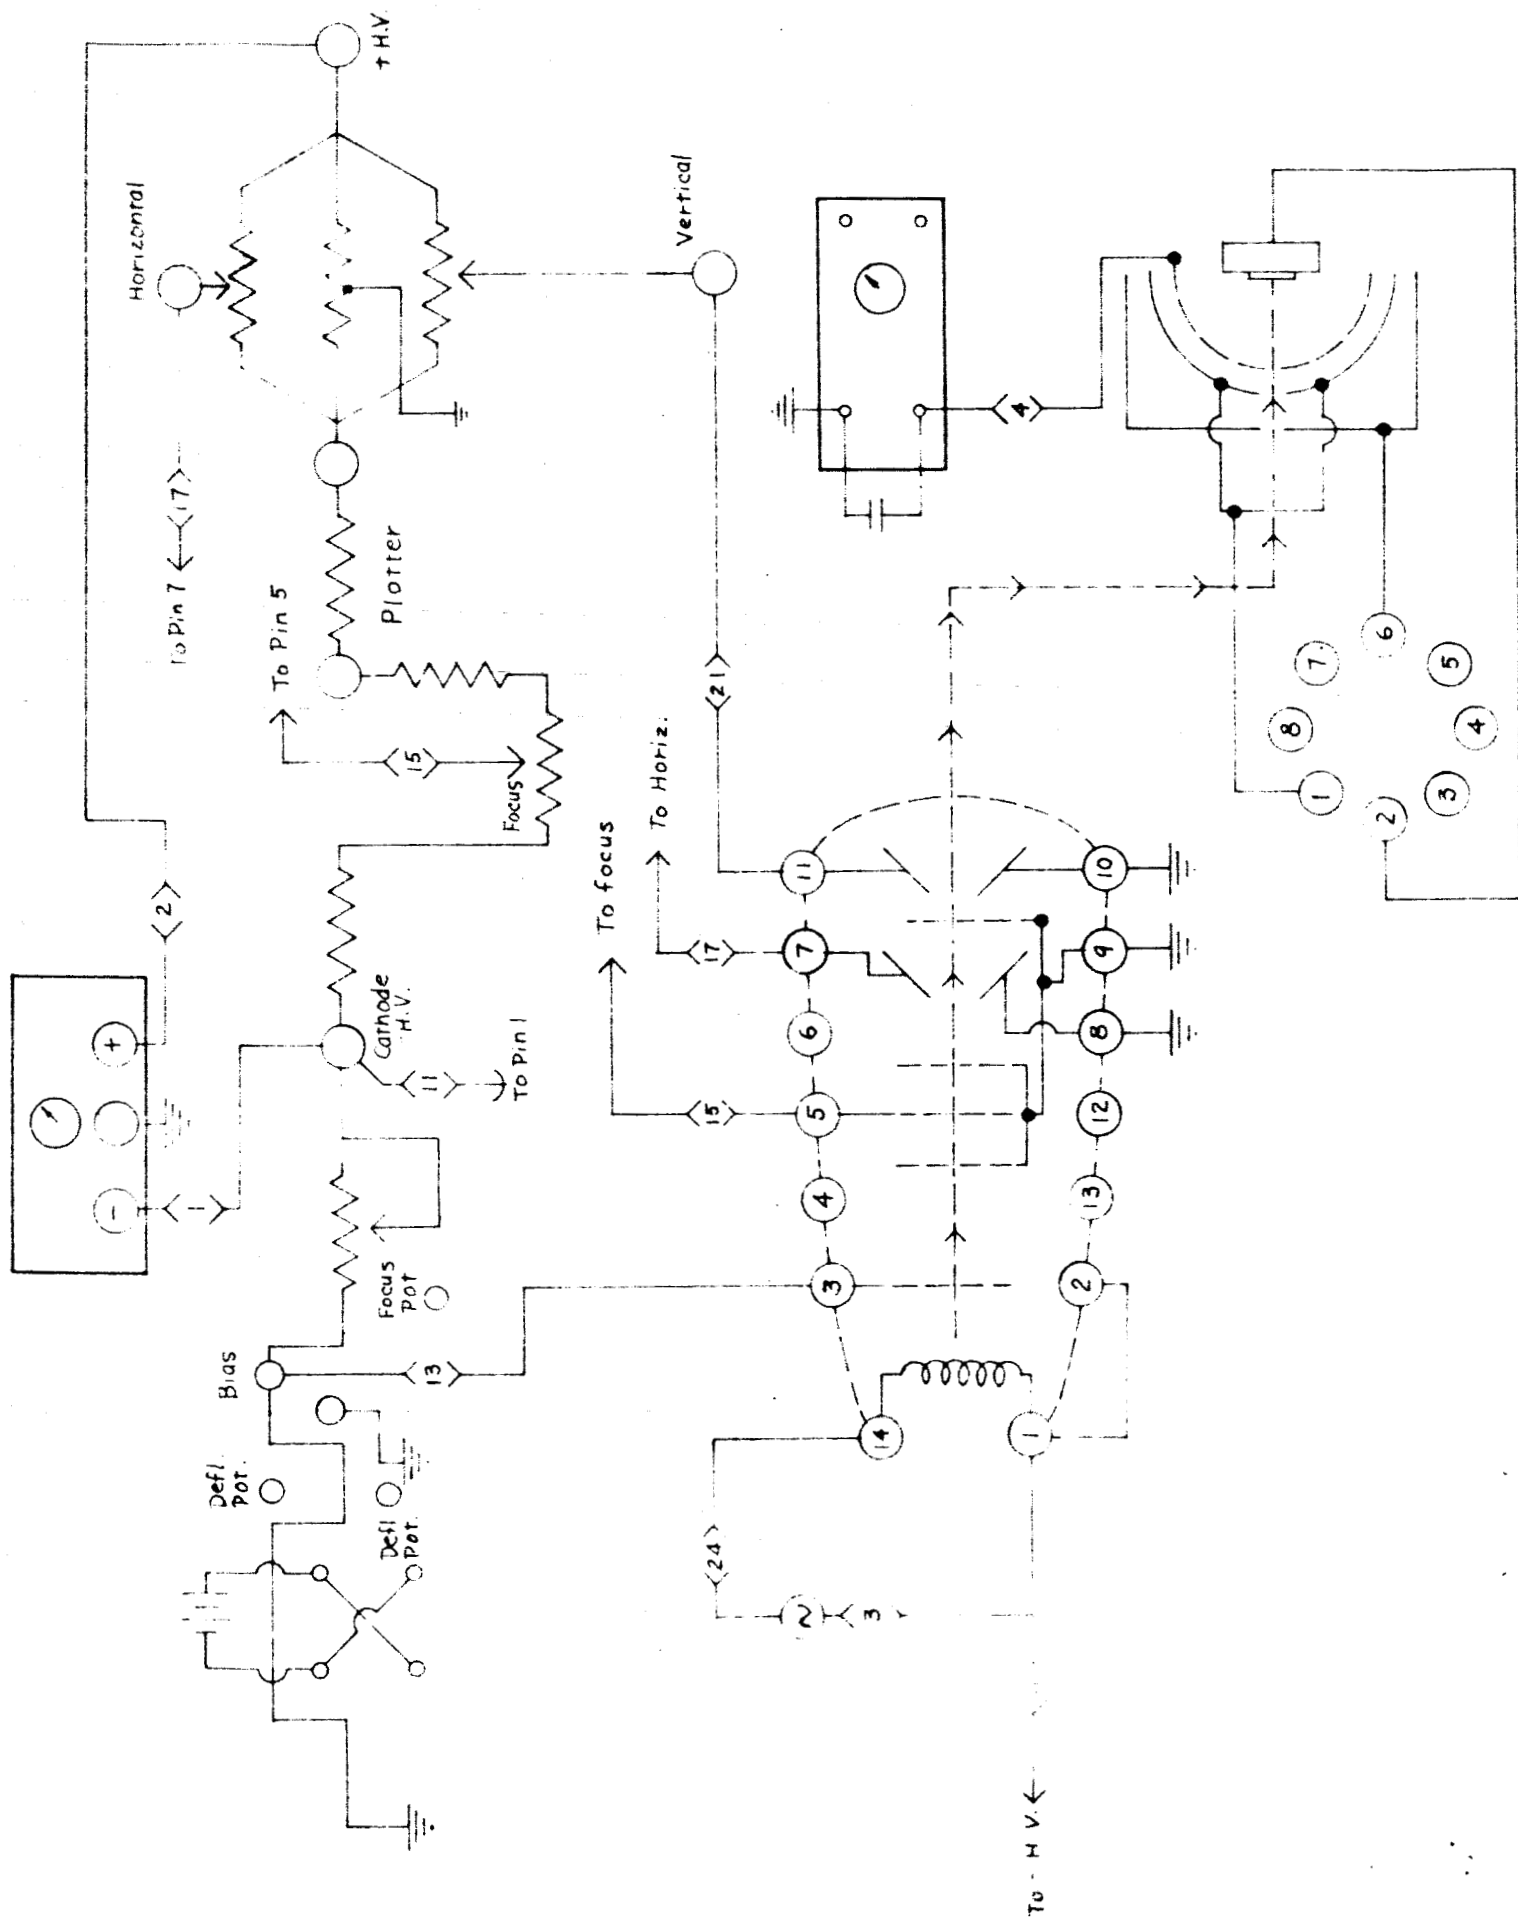 + H.V.
Horizontal
Vertical
To Pin 7
17
To Pin 5
Plotter
15
Focus
2
+
-
Cathode
H.V.
11
To Pin 1
Focus
Pot
Bias
13
Defl.
Pot.
Defl
Pot.
To focus
To Horiz.
21
17
15
11
7
6
5
4
3
14
10
9
8
12
13
2
1
24
3
To - H V.
4
1
2
3
4
5
6
7
8